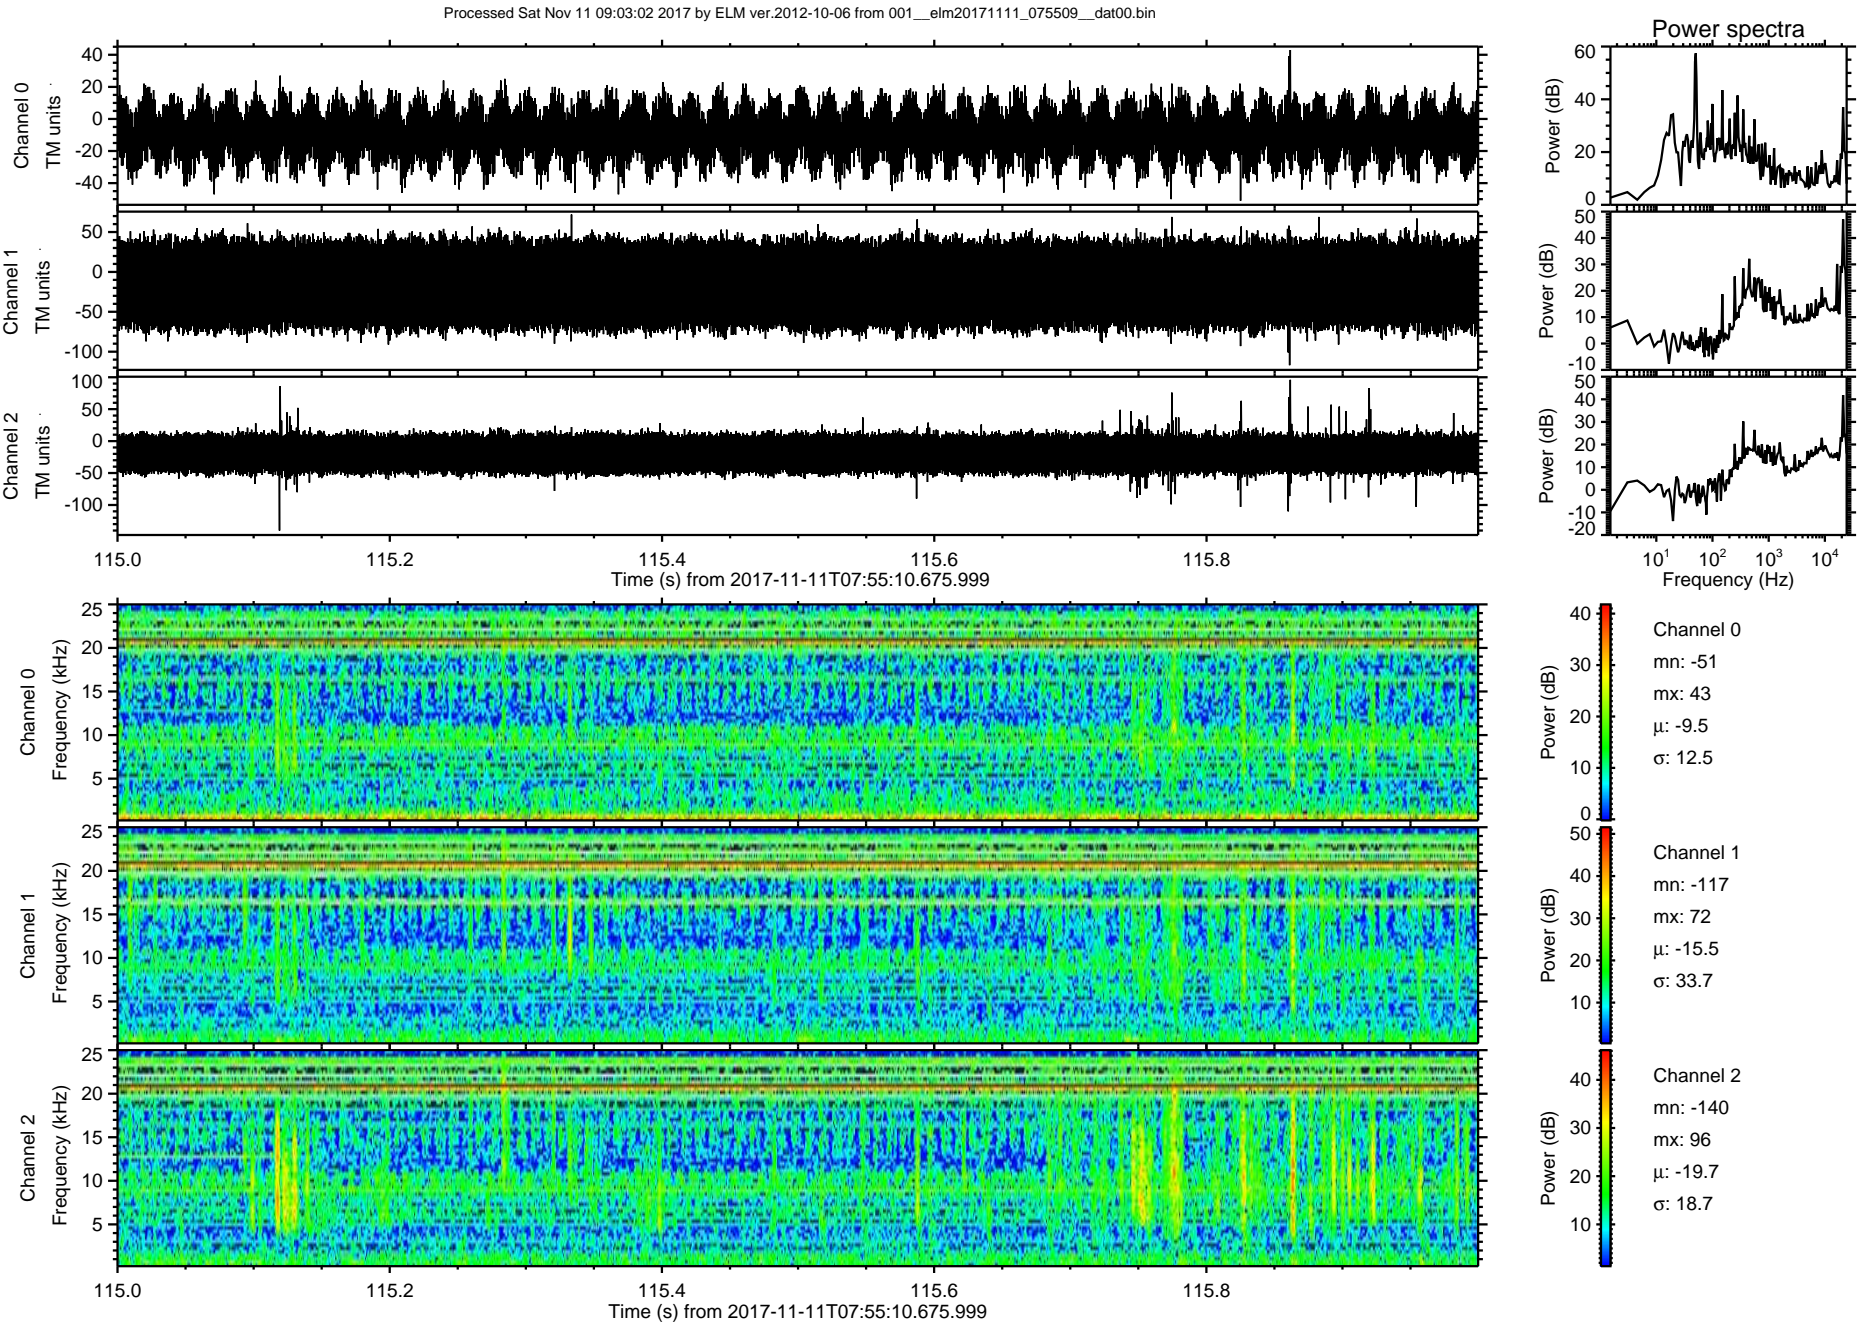 Processed Sat Nov 11 09:03:02 2017 by ELM ver.2012-10-06 from 001__elm20171111_075509__dat00.bin
Power spectra
Channel 0
TM units
40
20
0
-20
-40
Power (dB)
60
40
20
0
Channel 1
TM units
50
0
-50
-100
Power (dB)
50
40
30
20
10
0
-10
Channel 2
TM units
100
50
0
-50
-100
Power (dB)
50
40
30
20
10
0
-10
-20
115.0 115.2 115.4 115.6 115.8
Time (s) from 2017-11-11T07:55:10.675.999
10^1 10^2 10^3 10^4
Frequency (Hz)
Channel 0
Frequency (kHz)
25
20
15
10
5
Power (dB)
40
30
20
10
0
Channel 0
mn: -51
mx: 43
μ: -9.5
σ: 12.5
Channel 1
Frequency (kHz)
25
20
15
10
5
Power (dB)
50
40
30
20
10
Channel 1
mn: -117
mx: 72
μ: -15.5
σ: 33.7
Channel 2
Frequency (kHz)
25
20
15
10
5
Power (dB)
40
30
20
10
Channel 2
mn: -140
mx: 96
μ: -19.7
σ: 18.7
115.0 115.2 115.4 115.6 115.8
Time (s) from 2017-11-11T07:55:10.675.999